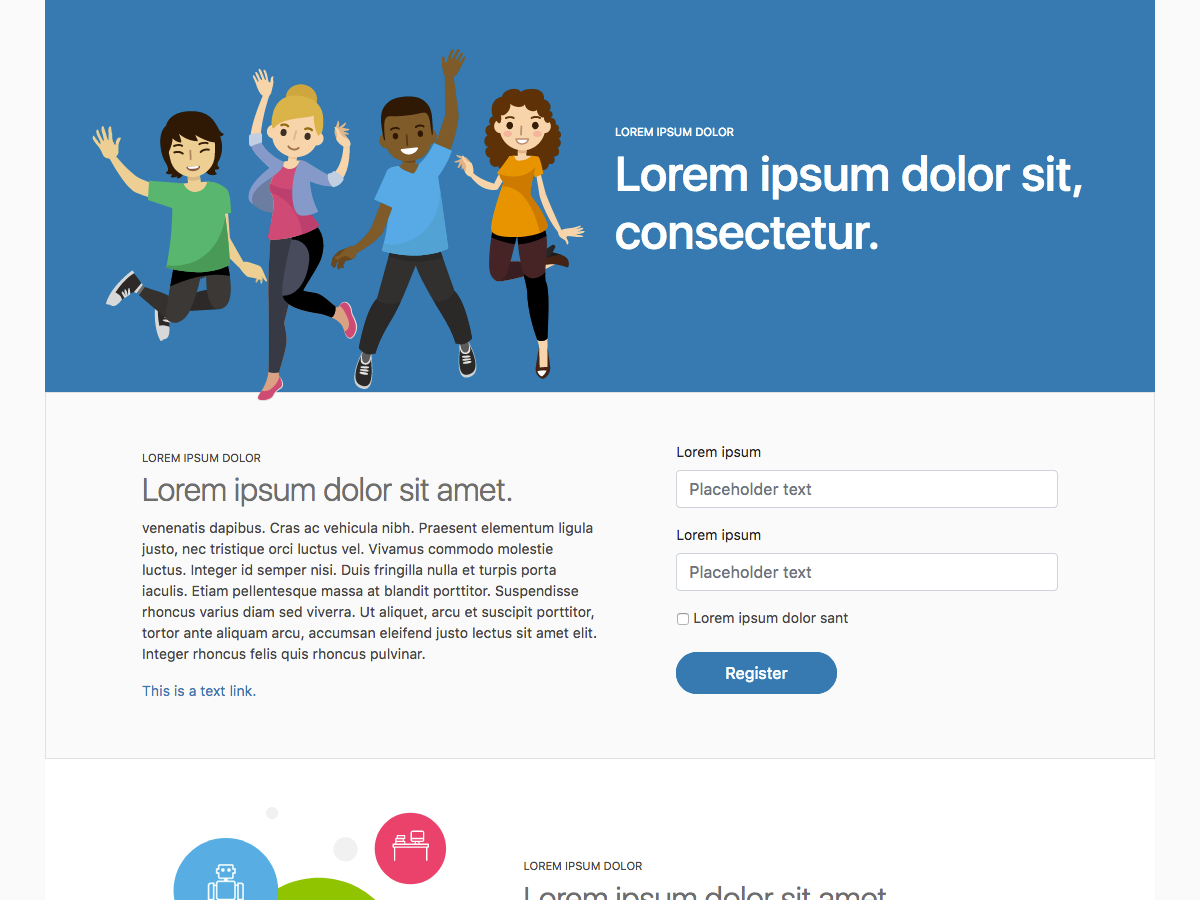 LOREM IPSUM DOLOR
Lorem ipsum dolor sit,
consectetur.
LOREM IPSUM DOLOR
Lorem ipsum dolor sit amet.
venenatis dapibus. Cras ac vehicula nibh. Praesent elementum ligula
justo, nec tristique orci luctus vel. Vivamus commodo molestie
luctus. Integer id semper nisi. Duis fringilla nulla et turpis porta
iaculis. Etiam pellentesque massa at blandit porttitor. Suspendisse
rhoncus varius diam sed viverra. Ut aliquet, arcu et suscipit porttitor,
tortor ante aliquam arcu, accumsan eleifend justo lectus sit amet elit.
Integer rhoncus felis quis rhoncus pulvinar.
This is a text link.
Lorem ipsum
Placeholder text
Lorem ipsum
Placeholder text
Lorem ipsum dolor sant
Register
LOREM IPSUM DOLOR
Lorem ipsum dolor sit amet